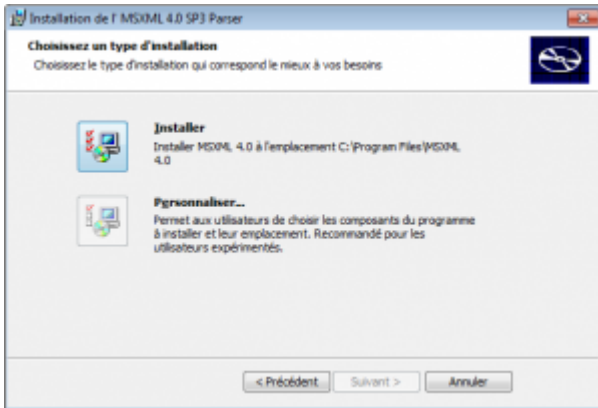 Installation de l' MSXML 4.0 SP3 Parser
Choisissez un type d'installation
Choisissez le type d'installation qui correspond le mieux à vos besoins
Installer
Installer MSXML 4.0 à l'emplacement C:\Program Files\MSXML
4.0
Personnaliser...
Permet aux utilisateurs de choisir les composants du programme
à installer et leur emplacement. Recommandé pour les
utilisateurs expérimentés.
< Précédent
Suivant >
Annuler